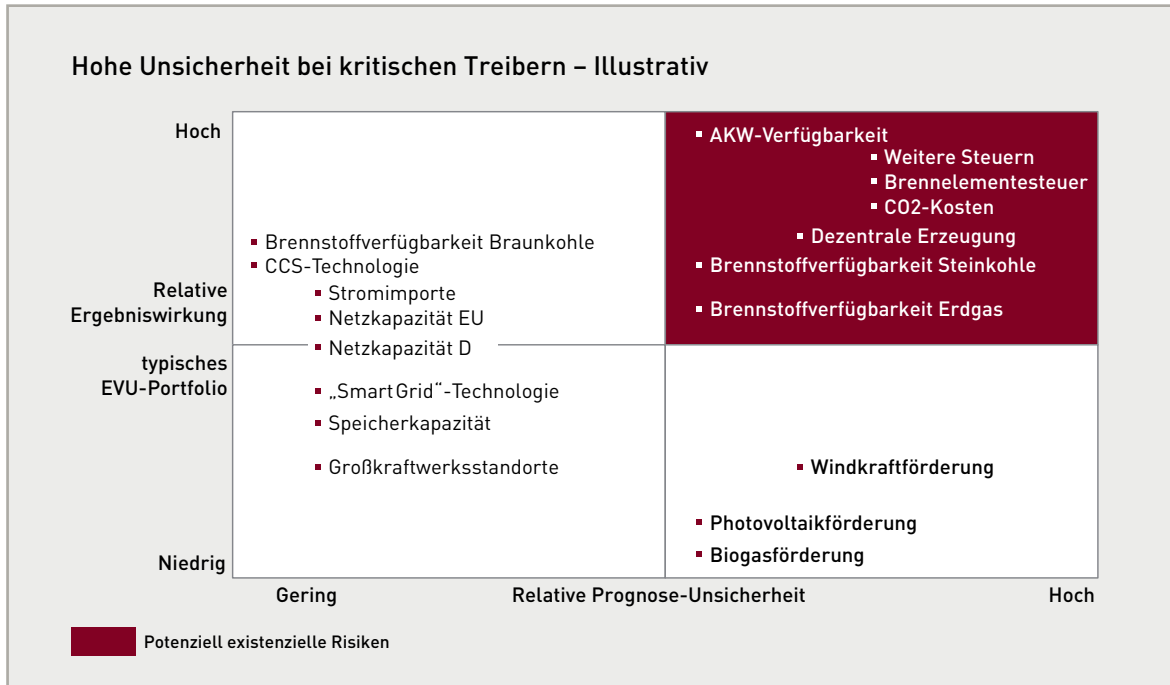 Hohe Unsicherheit bei kritischen Treibern – Illustrativ
Hoch
AKW-Verfügbarkeit
Weitere Steuern
Brennelementesteuer
CO2-Kosten
Dezentrale Erzeugung
Brennstoffverfügbarkeit Steinkohle
Brennstoffverfügbarkeit Erdgas
Brennstoffverfügbarkeit Braunkohle
CCS-Technologie
Stromimporte
Netzkapazität EU
Netzkapazität D
Relative
Ergebniswirkung
typisches
EVU-Portfolio
„SmartGrid“-Technologie
Speicherkapazität
Großkraftwerksstandorte
Windkraftförderung
Photovoltaikförderung
Biogasförderung
Niedrig
Gering
Relative Prognose-Unsicherheit
Hoch
Potenziell existenzielle Risiken